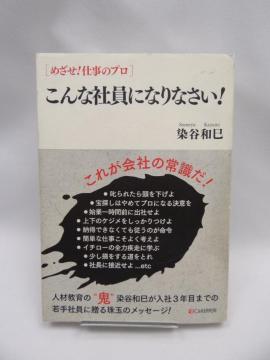 [めざせ!仕事のプロ]
こんな社員になりなさい!
Someya Kazumi
染谷和巳
これが会社の常識だ!
●叱られたら頭を下げよ
●宝探しはやめてプロになる決意を
●始業一時間前に出社せよ
●上下のケジメをしっかりつけよ
●納得できなくても従うのが命令
●簡単な仕事こそよく考えよ
●イチローの全力疾走に学べ
●少し損をする道をとれ
●社長に接近せよ …etc
人材教育の"鬼"染谷和巳が入社3年目までの
若手社員に贈る珠玉のメッセージ!